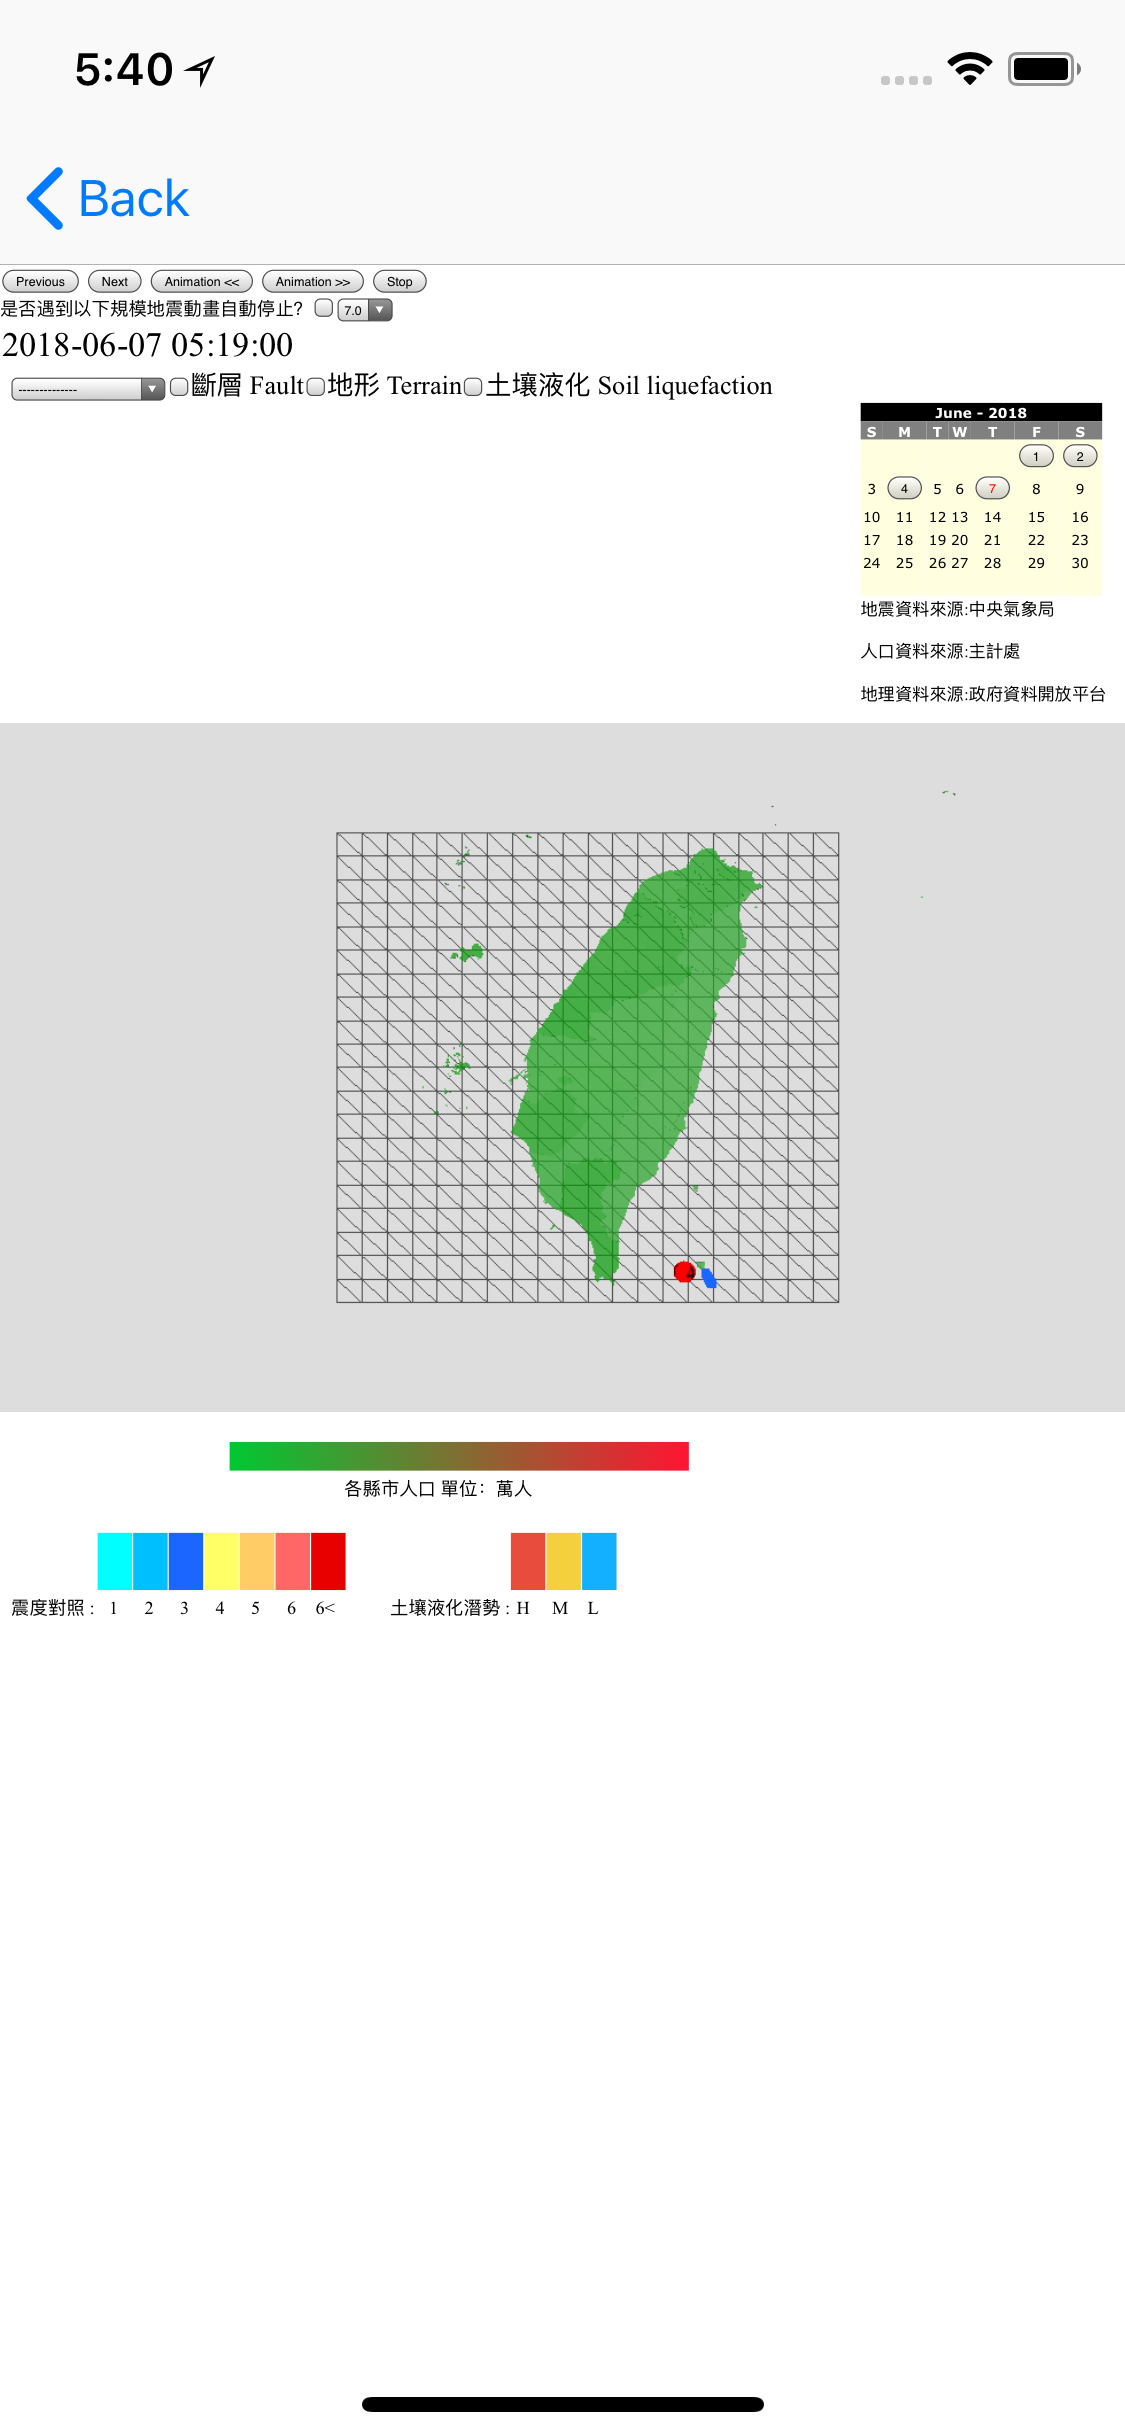 5:40
Back
Previous Next Animation << Animation >> Stop
是否遇到以下規模地震動畫自動停止? 7.0
2018-06-07 05:19:00
-------------- 斷層 Fault 地形 Terrain 土壤液化 Soil liquefaction
June - 2018
S M T W T F S
1 2
3 4 5 6 7 8 9
10 11 12 13 14 15 16
17 18 19 20 21 22 23
24 25 26 27 28 29 30
地震資料來源:中央氣象局
人口資料來源:主計處
地理資料來源:政府資料開放平台
各縣市人口 單位：萬人
震度對照 : 1 2 3 4 5 6 6<
土壤液化潛勢 : H M L